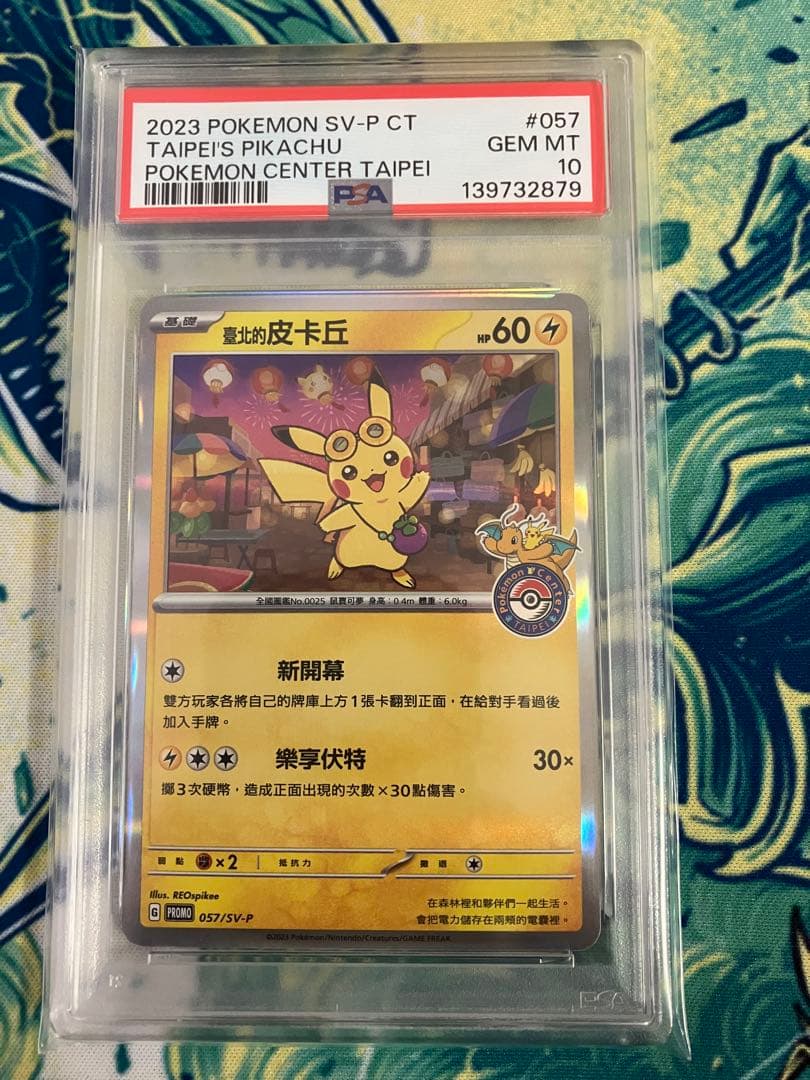 2023 POKEMON SV-P CT #057
TAIPEI'S PIKACHU GEM MT
POKEMON CENTER TAIPEI 10
PSA 139732879
基礎 臺北的皮卡丘 HP60
Pokémon Center
TAIPEI
全國圖鑑No.0025 鼠寶可夢 身高:0.4m 體重:6.0kg
新開幕
雙方玩家各將自己的牌庫上方1張卡翻到正面,在給對手看過後
加入手牌。
樂享伏特 30×
擲3次硬幣,造成正面出現的次數×30點傷害。
弱點 ×2 抵抗力 撤退
Illus. REOspikee
在森林裡和夥伴們一起生活。
會把電力儲存在兩頰的電囊裡。
G PROMO 057/SV-P
©2023 Pokémon/Nintendo/Creatures/GAME FREAK
PSA